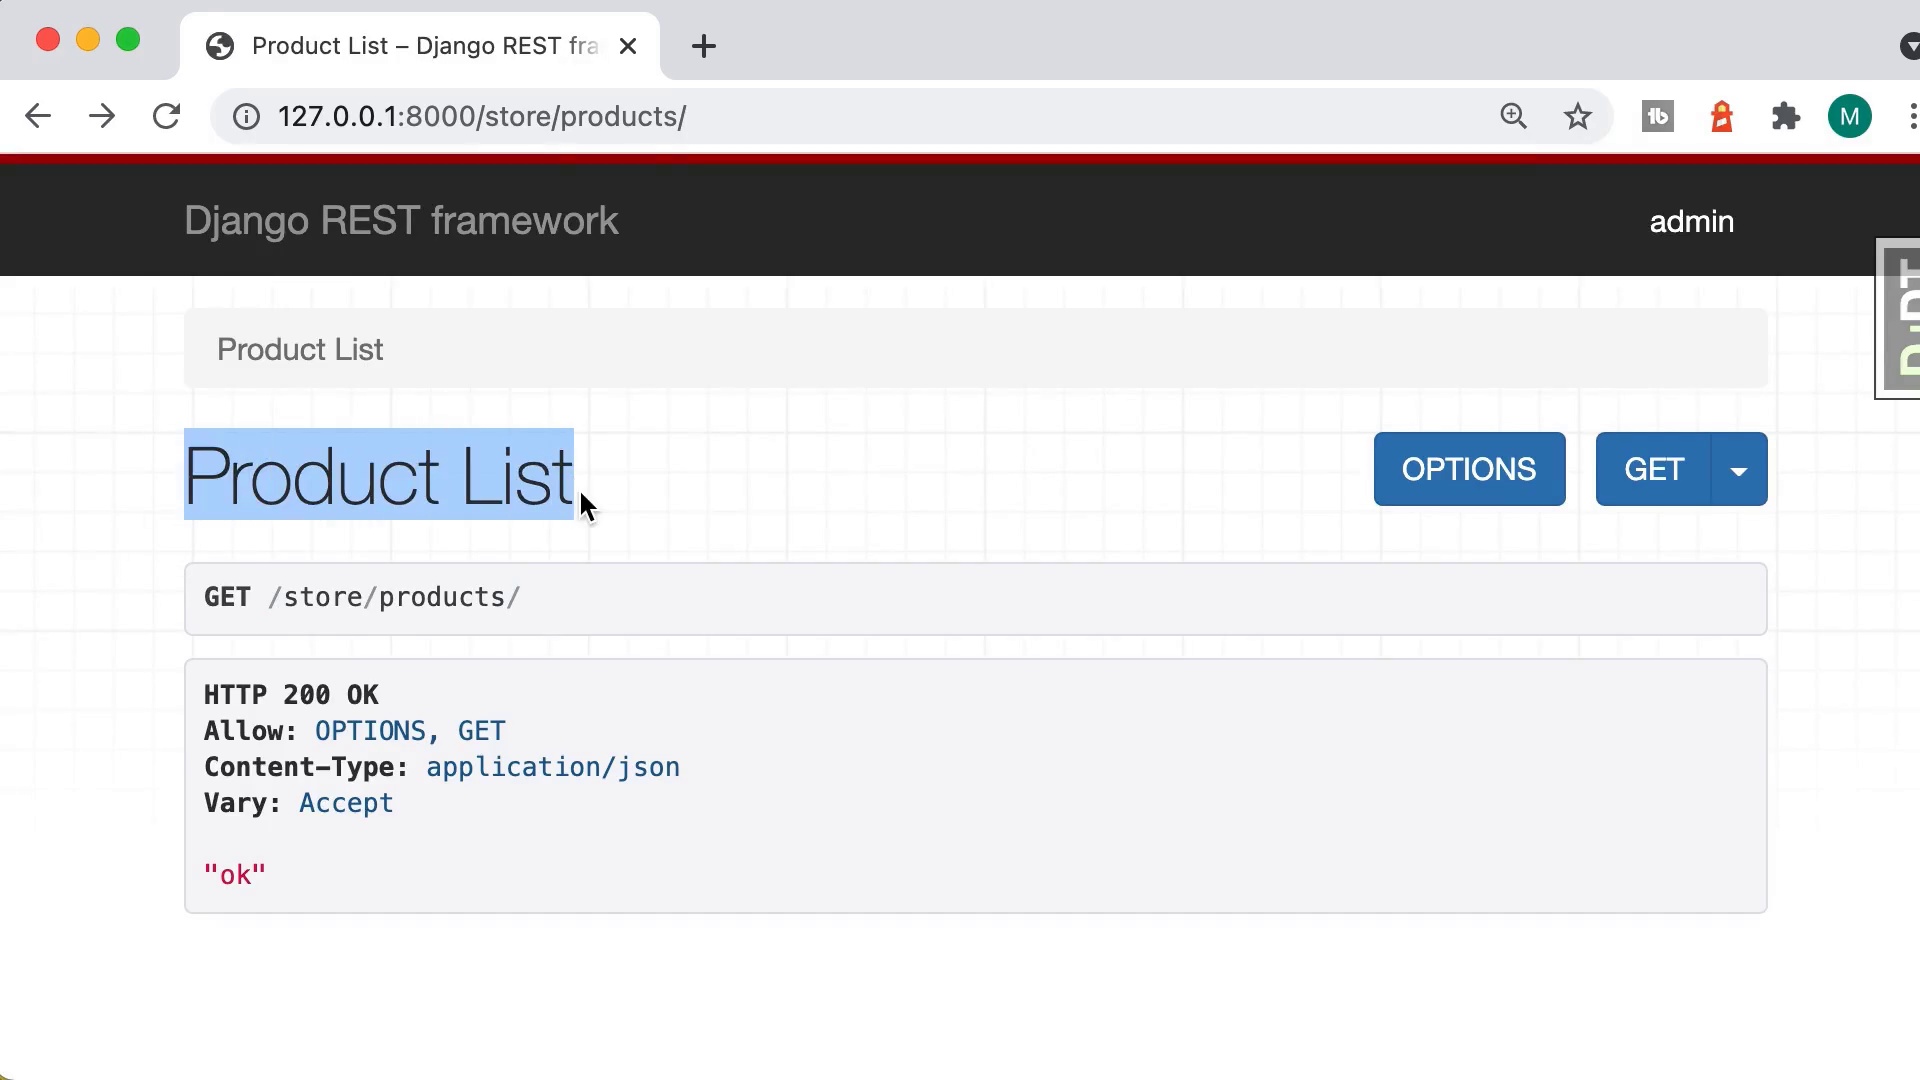 Product List – Django REST fra
127.0.0.1:8000/store/products/
tb
M
Django REST framework
admin
DjDT
Product List
Product List
OPTIONS
GET
GET /store/products/
HTTP 200 OK
Allow: OPTIONS, GET
Content-Type: application/json
Vary: Accept
"ok"